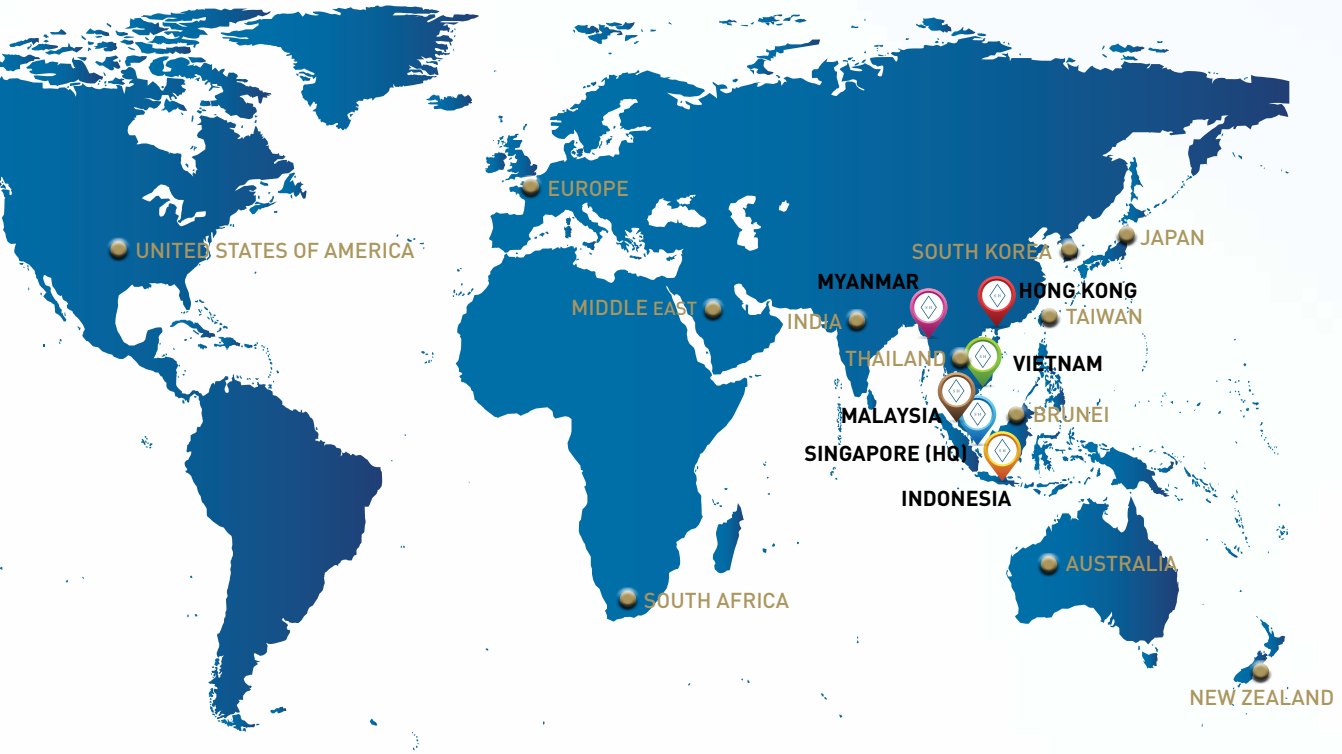 EUROPE
JAPAN
UNITED STATES OF AMERICA
SOUTH KOREA
MYANMAR
HONG KONG
MIDDLE EAST
INDIA
TAIWAN
THAILAND
VIETNAM
MALAYSIA
BRUNEI
SINGAPORE (HQ)
INDONESIA
AUSTRALIA
SOUTH AFRICA
NEW ZEALAND